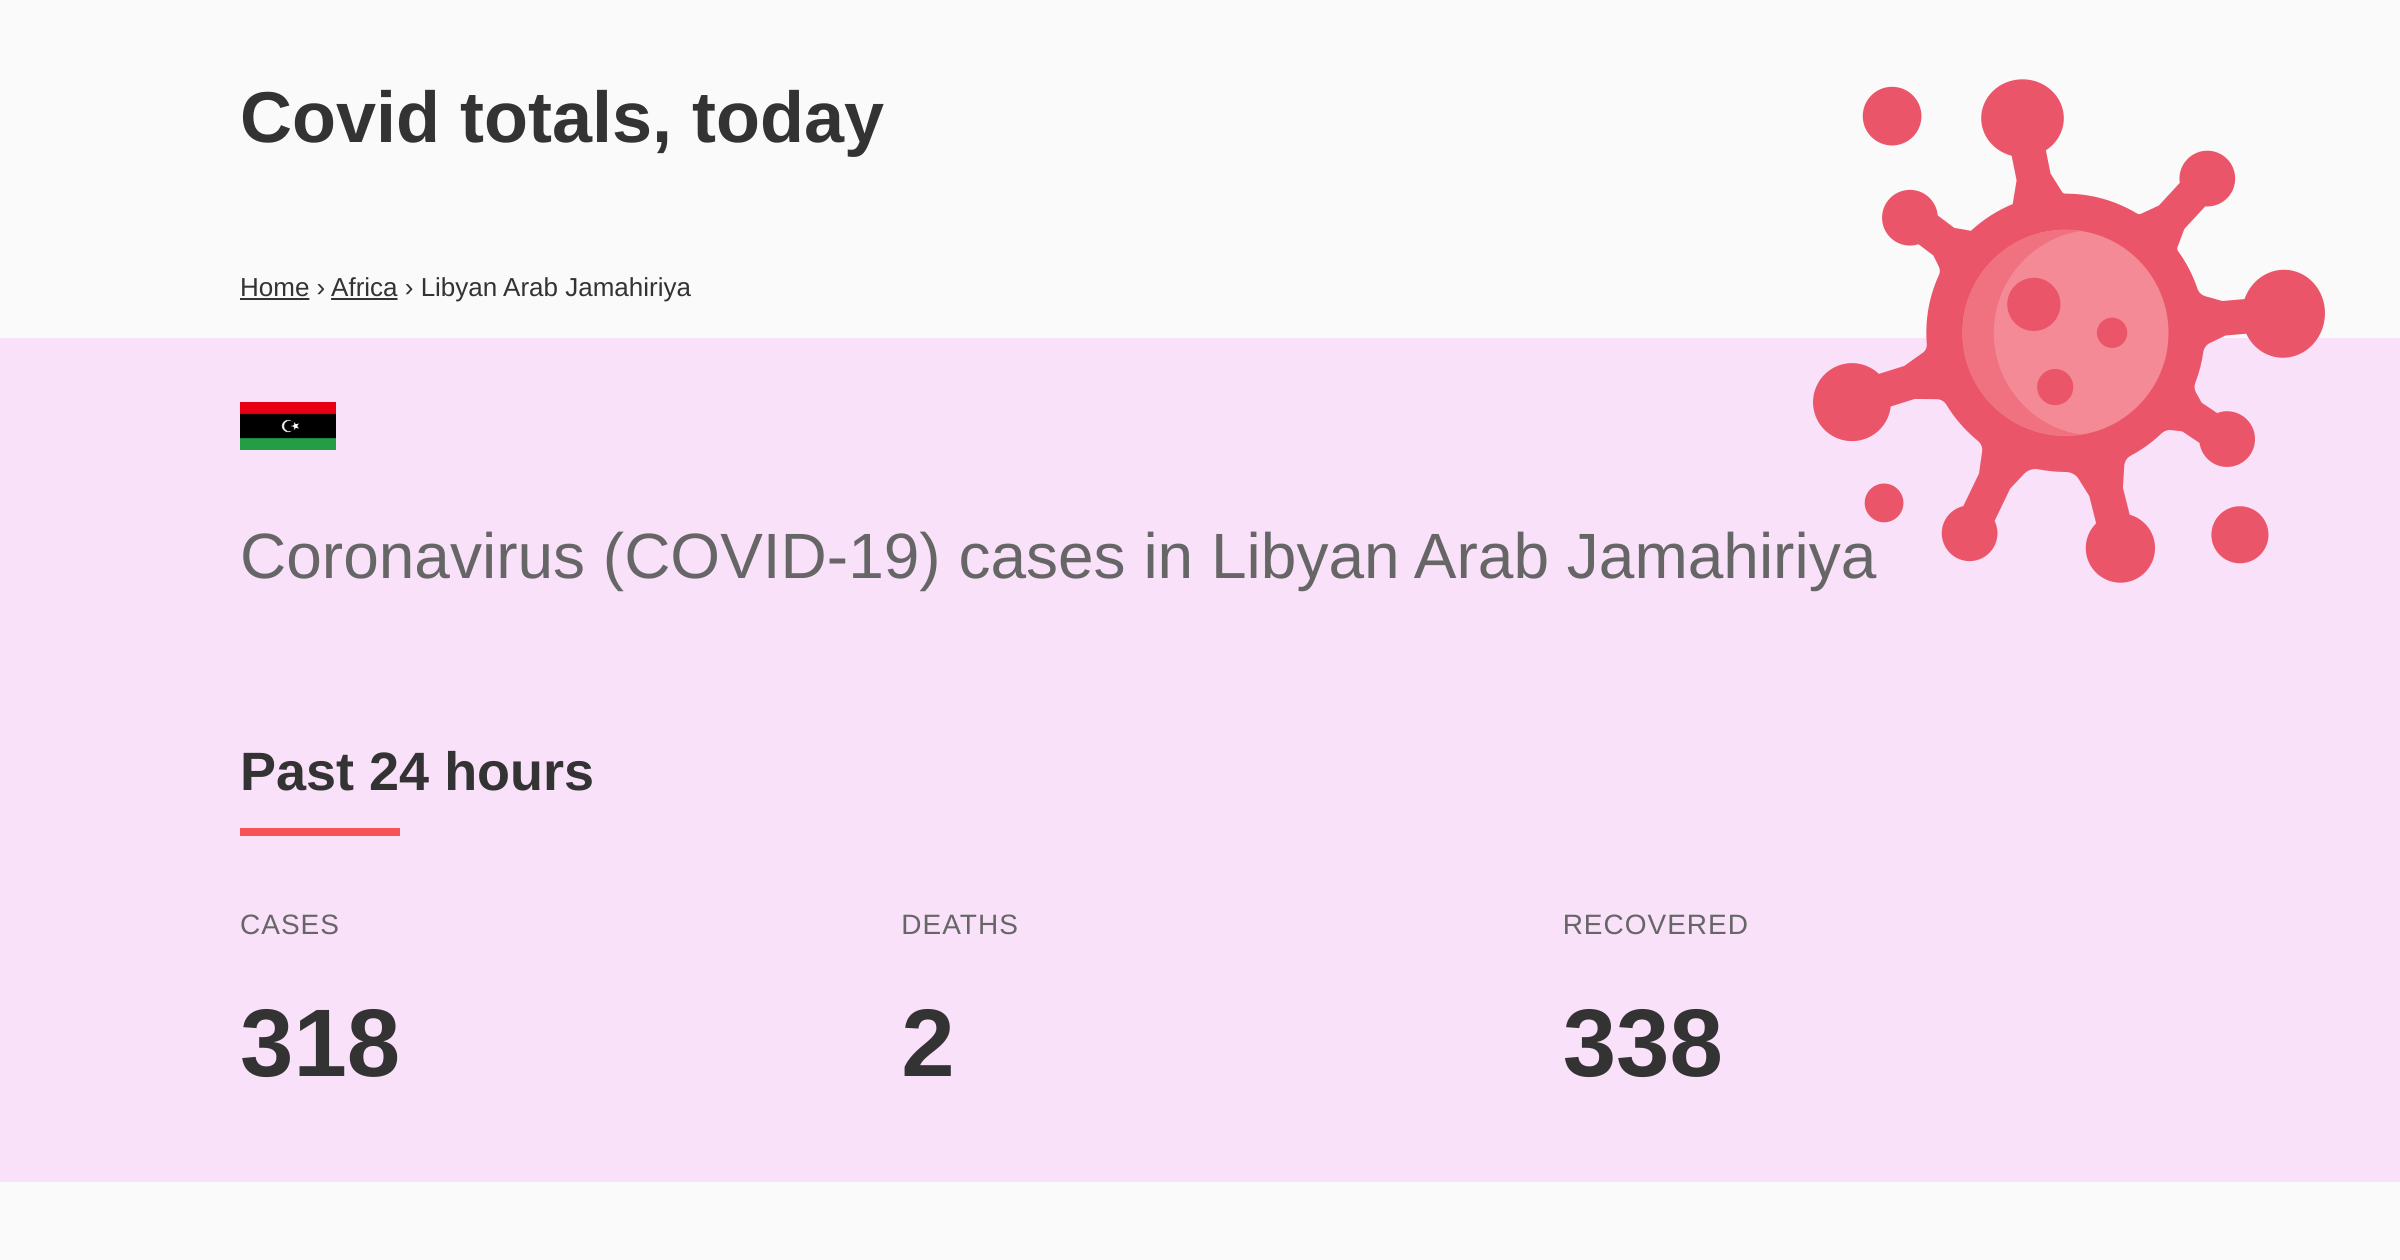 Covid totals, today
Home › Africa › Libyan Arab Jamahiriya
Coronavirus (COVID-19) cases in Libyan Arab Jamahiriya
Past 24 hours
CASES DEATHS RECOVERED
318 2 338